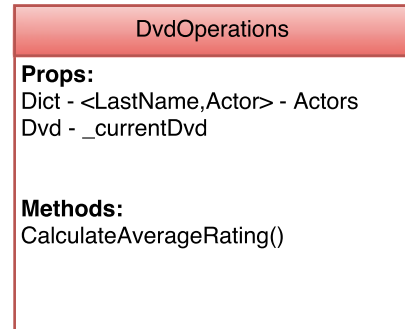 DvdOperations
Props:
Dict - <LastName,Actor> - Actors
Dvd - _currentDvd
Methods:
CalculateAverageRating()